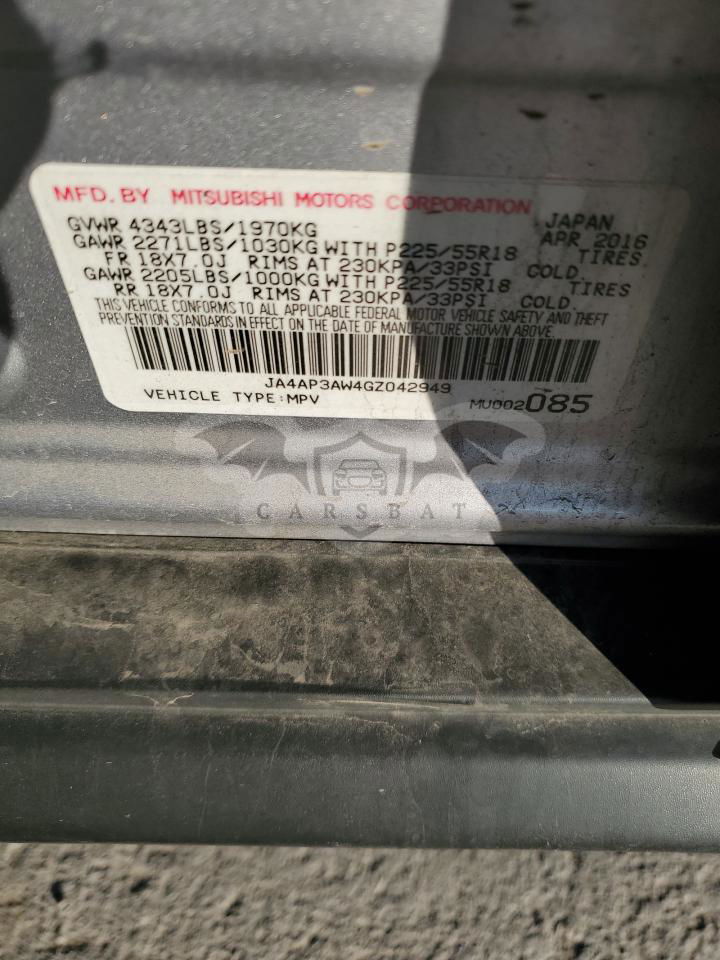 MFD. BY MITSUBISHI MOTORS CORPORATION
GVWR 4343LBS/1970KG JAPAN APR 2016
GAWR 2271LBS/1030KG WITH P225/55R18 TIRES
FR 18X7.0J RIMS AT 230KPA/33PSI COLD.
GAWR 2205LBS/1000KG WITH P225/55R18 TIRES
RR 18X7.0J RIMS AT 230KPA/33PSI COLD.
THIS VEHICLE CONFORMS TO ALL APPLICABLE FEDERAL MOTOR VEHICLE SAFETY AND THEFT
PREVENTION STANDARDS IN EFFECT ON THE DATE OF MANUFACTURE SHOWN ABOVE.
JA4AP3AW4GZ042949
VEHICLE TYPE:MPV MU002085
CARSBAT